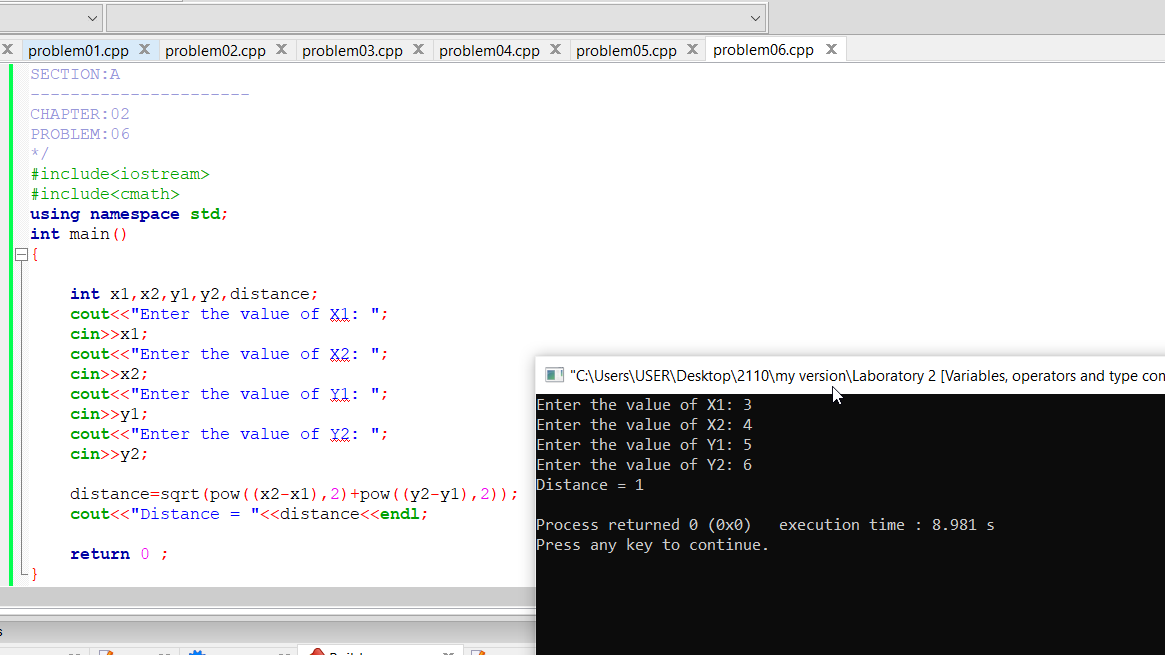 problem01.cpp problem02.cpp problem03.cpp problem04.cpp problem05.cpp problem06.cpp
SECTION:A
----------------------
CHAPTER:02
PROBLEM:06
*/
#include<iostream>
#include<cmath>
using namespace std;
int main()
{
int x1,x2,y1,y2,distance;
cout<<"Enter the value of X1: ";
cin>>x1;
cout<<"Enter the value of X2: ";
cin>>x2;
cout<<"Enter the value of Y1: ";
cin>>y1;
cout<<"Enter the value of Y2: ";
cin>>y2;
distance=sqrt(pow((x2-x1),2)+pow((y2-y1),2));
cout<<"Distance = "<<distance<<endl;
return 0 ;
}
"C:\Users\USER\Desktop\2110\my version\Laboratory 2 [Variables, operators and type con
Enter the value of X1: 3
Enter the value of X2: 4
Enter the value of Y1: 5
Enter the value of Y2: 6
Distance = 1
Process returned 0 (0x0)   execution time : 8.981 s
Press any key to continue.